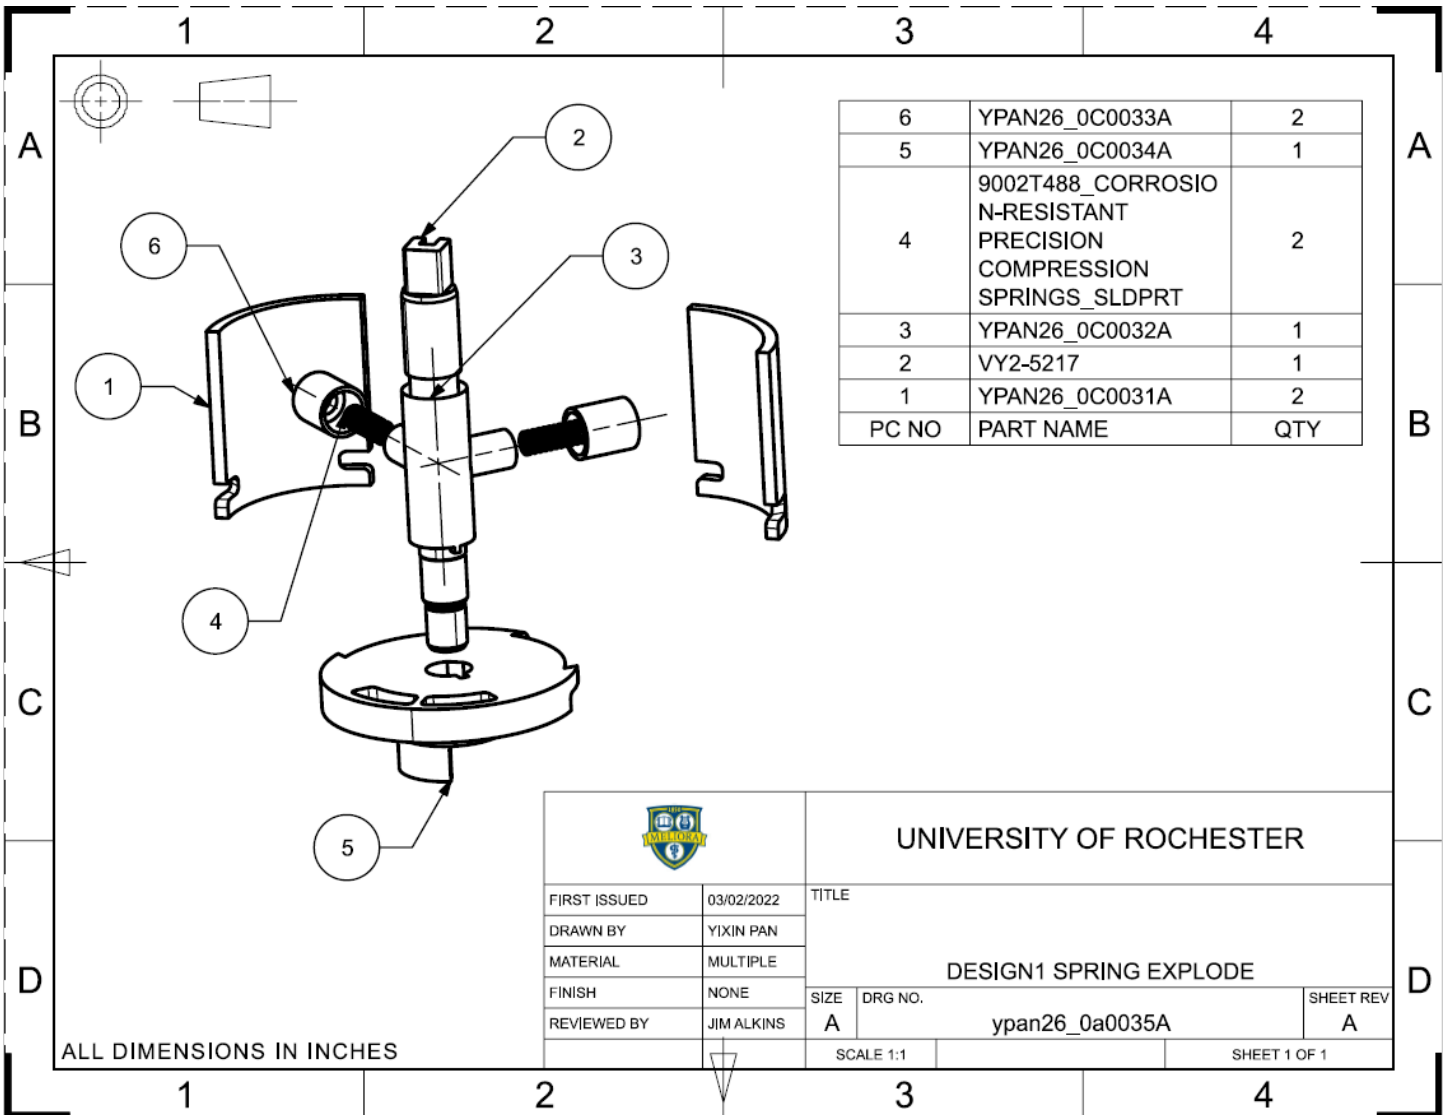 1 2 3 4
A A
2
6
3
1
B B
4
5
C C
6 YPAN26_0C0033A 2
5 YPAN26_0C0034A 1
9002T488_CORROSIO
N-RESISTANT
4 PRECISION 2
COMPRESSION
SPRINGS_SLDPRT
3 YPAN26_0C0032A 1
2 VY2-5217 1
1 YPAN26_0C0031A 2
PC NO PART NAME QTY
MELIORA
UNIVERSITY OF ROCHESTER
FIRST ISSUED 03/02/2022
DRAWN BY YIXIN PAN
MATERIAL MULTIPLE
FINISH NONE
REVIEWED BY JIM ALKINS
TITLE
DESIGN1 SPRING EXPLODE
SIZE DRG NO. SHEET REV
A ypan26_0a0035A A
SCALE 1:1 SHEET 1 OF 1
D D
ALL DIMENSIONS IN INCHES
1 2 3 4